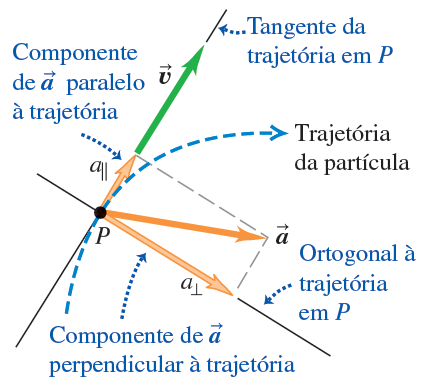 Tangente da
trajetória em P
Componente
de a⃗ paralelo
à trajetória
v⃗
a∥
Trajetória
da partícula
P
a⃗
a⊥
Ortogonal à
trajetória
em P
Componente de a⃗
perpendicular à trajetória